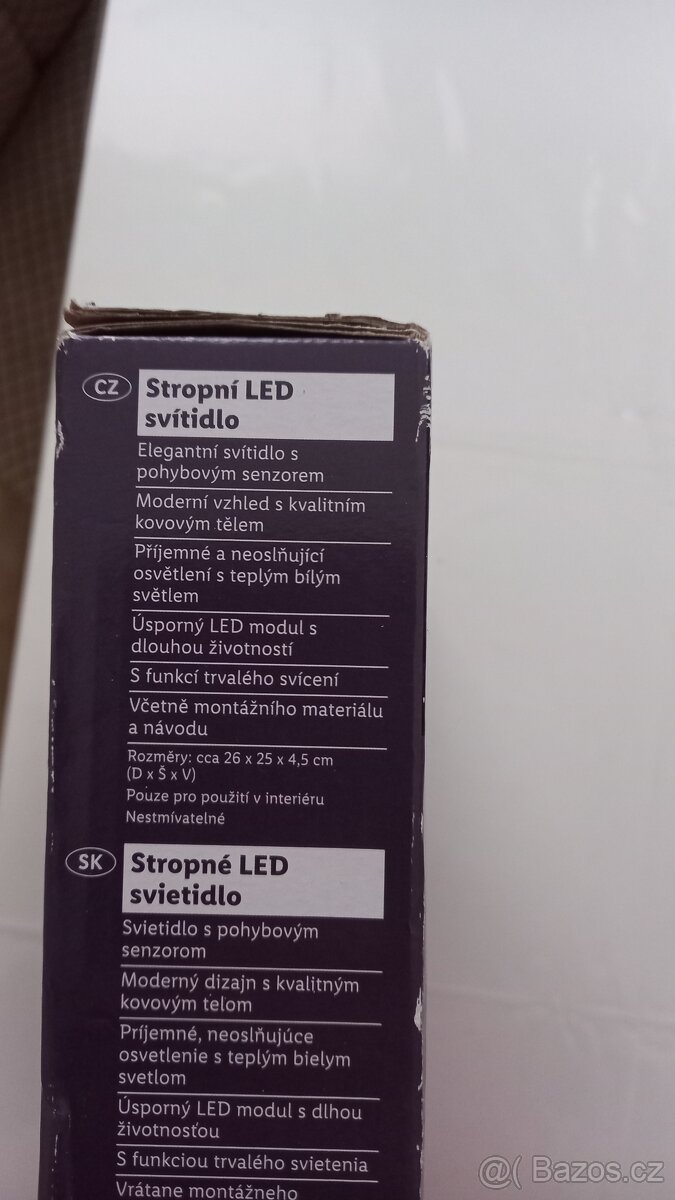 CZ
Stropní LED
svítidlo
Elegantní svítidlo s
pohybovým senzorem
Moderní vzhled s kvalitním
kovovým tělem
Příjemné a neoslňující
osvětlení s teplým bílým
světlem
Úsporný LED modul s
dlouhou životností
S funkcí trvalého svícení
Včetně montážního materiálu
a návodu
Rozměry: cca 26 x 25 x 4,5 cm
(D x Š x V)
Pouze pro použití v interiéru
Nestmívatelné
SK
Stropné LED
svietidlo
Svietidlo s pohybovým
senzorom
Moderný dizajn s kvalitným
kovovým telom
Príjemné, neoslňujúce
osvetlenie s teplým bielym
svetlom
Úsporný LED modul s dlhou
životnosťou
S funkciou trvalého svietenia
Vrátane montážneho
@( Bazos.cz